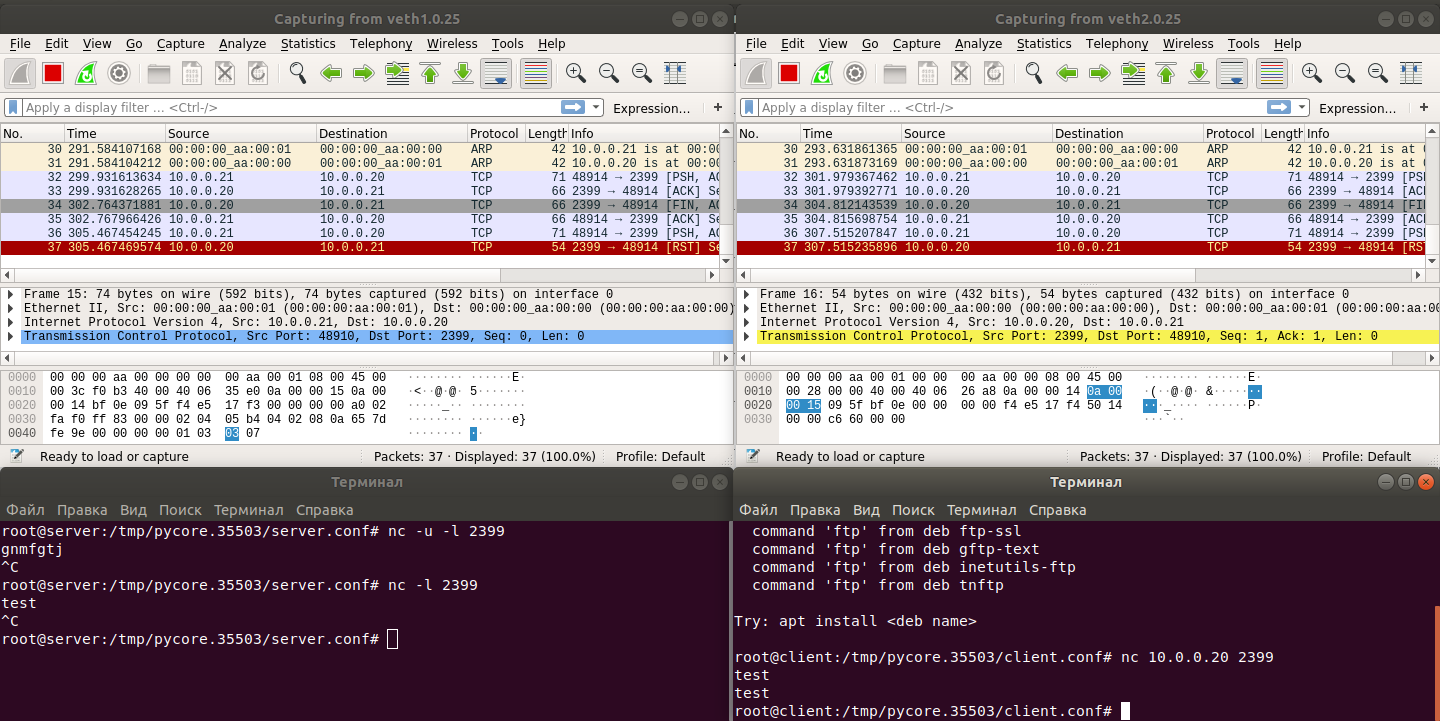 Capturing from veth1.0.25
File Edit View Go Capture Analyze Statistics Telephony Wireless Tools Help
Apply a display filter ... <Ctrl-/> Expression... +
No. Time Source Destination Protocol Length Info
30 291.584107168 00:00:00_aa:00:01 00:00:00_aa:00:00 ARP 42 10.0.0.21 is at 00:00
31 291.584104212 00:00:00_aa:00:00 00:00:00_aa:00:01 ARP 42 10.0.0.20 is at 00:00
32 299.931613634 10.0.0.21 10.0.0.20 TCP 71 48914 → 2399 [PSH, AC
33 299.931628265 10.0.0.20 10.0.0.21 TCP 66 2399 → 48914 [ACK] Se
34 302.764371881 10.0.0.20 10.0.0.21 TCP 66 2399 → 48914 [FIN, AC
35 302.767966426 10.0.0.21 10.0.0.20 TCP 66 48914 → 2399 [ACK] Se
36 305.467454245 10.0.0.21 10.0.0.20 TCP 71 48914 → 2399 [PSH, AC
37 305.467469574 10.0.0.20 10.0.0.21 TCP 54 2399 → 48914 [RST] Se
Frame 15: 74 bytes on wire (592 bits), 74 bytes captured (592 bits) on interface 0
Ethernet II, Src: 00:00:00_aa:00:01 (00:00:00:aa:00:01), Dst: 00:00:00_aa:00:00 (00:00:00:aa:00:00)
Internet Protocol Version 4, Src: 10.0.0.21, Dst: 10.0.0.20
Transmission Control Protocol, Src Port: 48910, Dst Port: 2399, Seq: 0, Len: 0
0000 00 00 00 aa 00 00 00 00 00 aa 00 01 08 00 45 00 ········ ······E·
0010 00 3c f0 b3 40 00 40 06 35 e0 0a 00 00 15 0a 00 ·<··@·@· 5·······
0020 00 14 bf 0e 09 5f f4 e5 17 f3 00 00 00 00 a0 02 ·····_·· ········
0030 fa f0 ff 83 00 00 02 04 05 b4 04 02 08 0a 65 7d ········ ······e}
0040 fe 9e 00 00 00 00 01 03 03 07 ········ ··
Ready to load or capture Packets: 37 · Displayed: 37 (100.0%) Profile: Default
Capturing from veth2.0.25
File Edit View Go Capture Analyze Statistics Telephony Wireless Tools Help
Apply a display filter ... <Ctrl-/> Expression... +
No. Time Source Destination Protocol Length Info
30 293.631861365 00:00:00_aa:00:01 00:00:00_aa:00:00 ARP 42 10.0.0.21 is at 0
31 293.631873169 00:00:00_aa:00:00 00:00:00_aa:00:01 ARP 42 10.0.0.20 is at 0
32 301.979367462 10.0.0.21 10.0.0.20 TCP 71 48914 → 2399 [PSH
33 301.979392771 10.0.0.20 10.0.0.21 TCP 66 2399 → 48914 [ACK
34 304.812143539 10.0.0.20 10.0.0.21 TCP 66 2399 → 48914 [FIN
35 304.815698754 10.0.0.21 10.0.0.20 TCP 66 48914 → 2399 [ACK
36 307.515207847 10.0.0.21 10.0.0.20 TCP 71 48914 → 2399 [PSH
37 307.515235896 10.0.0.20 10.0.0.21 TCP 54 2399 → 48914 [RST
Frame 16: 54 bytes on wire (432 bits), 54 bytes captured (432 bits) on interface 0
Ethernet II, Src: 00:00:00_aa:00:00 (00:00:00:aa:00:00), Dst: 00:00:00_aa:00:01 (00:00:00:aa:00
Internet Protocol Version 4, Src: 10.0.0.20, Dst: 10.0.0.21
Transmission Control Protocol, Src Port: 2399, Dst Port: 48910, Seq: 1, Ack: 1, Len: 0
0000 00 00 00 aa 00 01 00 00 00 aa 00 00 08 00 45 00 ········ ······E·
0010 00 28 00 00 40 00 40 06 26 a8 0a 00 00 14 0a 00 ·(··@·@· &·······
0020 00 15 09 5f bf 0e 00 00 00 00 f4 e5 17 f4 50 14 ···_···· ······P·
0030 00 00 c6 60 00 00 ···`··
Ready to load or capture Packets: 37 · Displayed: 37 (100.0%) Profile: Default
Терминал
Файл Правка Вид Поиск Терминал Справка
root@server:/tmp/pycore.35503/server.conf# nc -u -l 2399
gnmfgtj
^C
root@server:/tmp/pycore.35503/server.conf# nc -l 2399
test
^C
root@server:/tmp/pycore.35503/server.conf#
Терминал
Файл Правка Вид Поиск Терминал Справка
command 'ftp' from deb ftp-ssl
command 'ftp' from deb gftp-text
command 'ftp' from deb inetutils-ftp
command 'ftp' from deb tnftp
Try: apt install <deb name>
root@client:/tmp/pycore.35503/client.conf# nc 10.0.0.20 2399
test
test
root@client:/tmp/pycore.35503/client.conf#